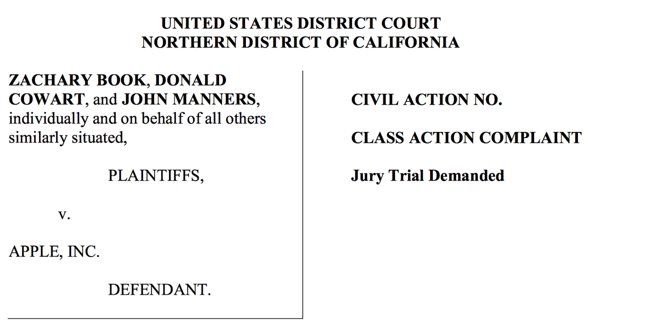 UNITED STATES DISTRICT COURT
NORTHERN DISTRICT OF CALIFORNIA
ZACHARY BOOK, DONALD
COWART, and JOHN MANNERS,
individually and on behalf of all others
similarly situated,
PLAINTIFFS,
v.
APPLE, INC.
DEFENDANT.
CIVIL ACTION NO.
CLASS ACTION COMPLAINT
Jury Trial Demanded